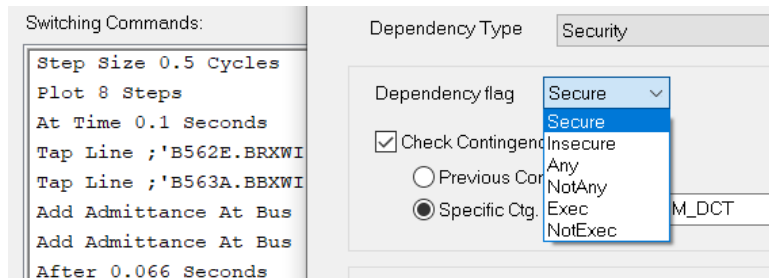 Switching Commands:
Step Size 0.5 Cycles
Plot 8 Steps
At Time 0.1 Seconds
Tap Line ;'B562E.BRXWI
Tap Line ;'B563A.BBXWI
Add Admittance At Bus
Add Admittance At Bus
After 0.066 Seconds
Dependency Type Security
Dependency flag Secure
Secure
Insecure
Any
NotAny
Exec
NotExec
Check Contingen
Previous Cor
Specific Ctg. M_DCT